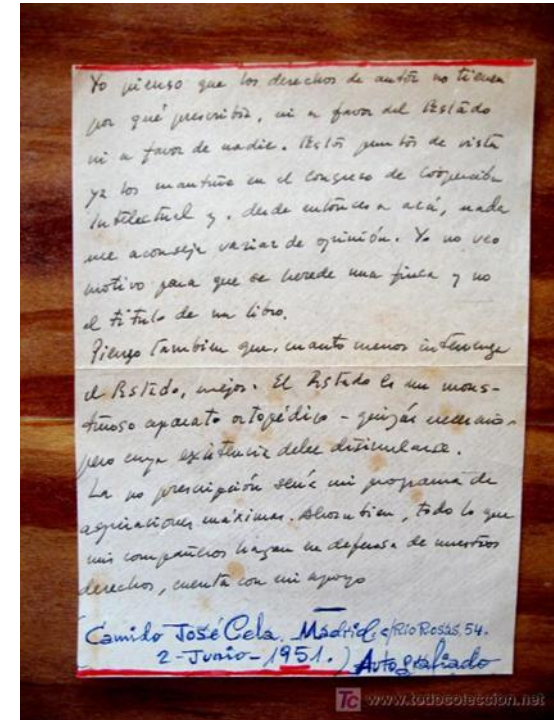 Yo pienso que los derechos de autor no tienen
por qué prescribir, ni a favor del Estado
ni a favor de nadie. Estos puntos de vista
ya los mantuve en el Congreso de Cooperación
Intelectual y, desde entonces a acá, nada
me aconseja variar de opinión. Yo no veo
motivo para que se herede una finca y no
el título de un libro.
Pienso también que, cuanto menos intervenga
el Estado, mejor. El Estado es un mons-
truoso aparato ortopédico - quizás necesario -
pero cuya existencia debe disimularse.
La no prescripción sería mi programa de
aspiraciones máximas. Ahora bien, todo lo que
mis compañeros hagan en defensa de nuestros
derechos, cuenta con mi apoyo
Camilo José Cela. Madrid, c/Rio Rosas, 54.
2-Junio-1951.) Autografiado
Tc www.todocoleccion.net